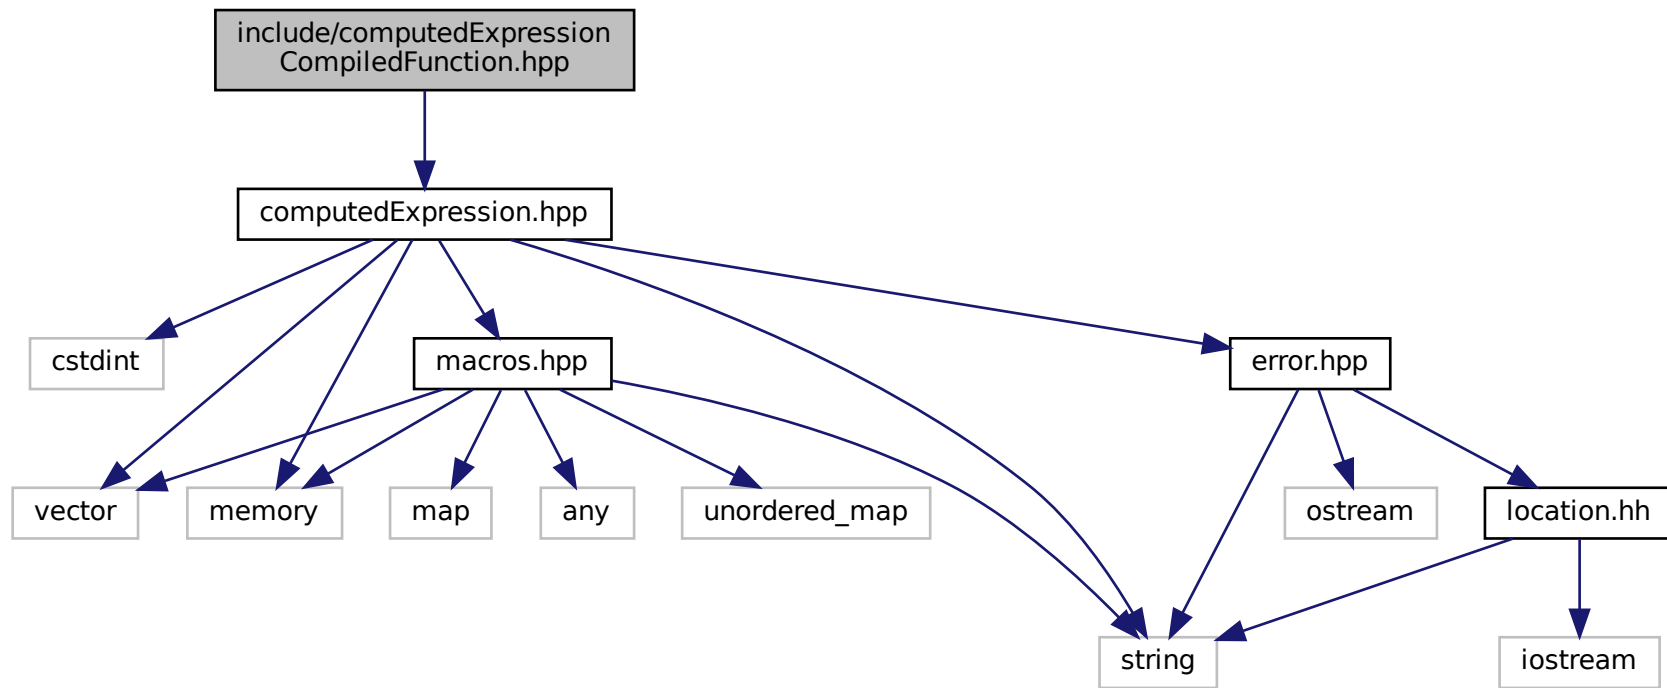 include/computedExpression
CompiledFunction.hpp
computedExpression.hpp
cstdint
macros.hpp
error.hpp
vector
memory
map
any
unordered_map
ostream
location.hh
string
iostream